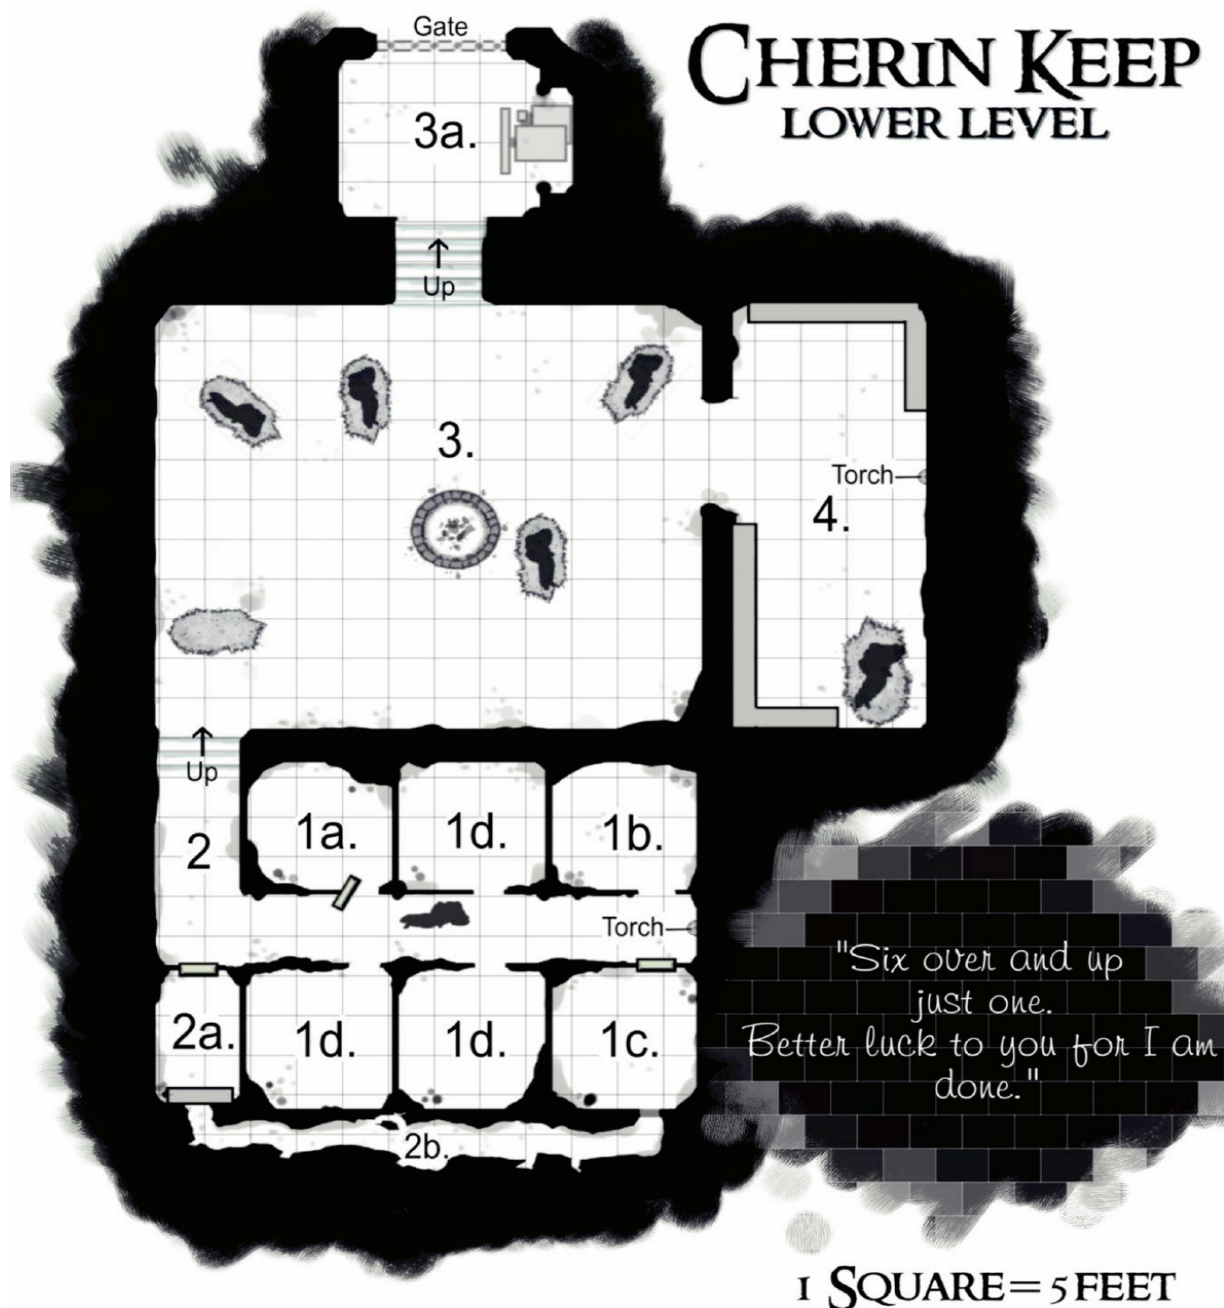 Gate
CHERIN KEEP
LOWER LEVEL
3a.
Up
3.
Torch
4.
Up
1a.
1d.
1b.
2
Torch
"Six over and up
just one.
Better luck to you for I am
done."
2a.
1d.
1d.
1c.
2b.
1 SQUARE= 5 FEET